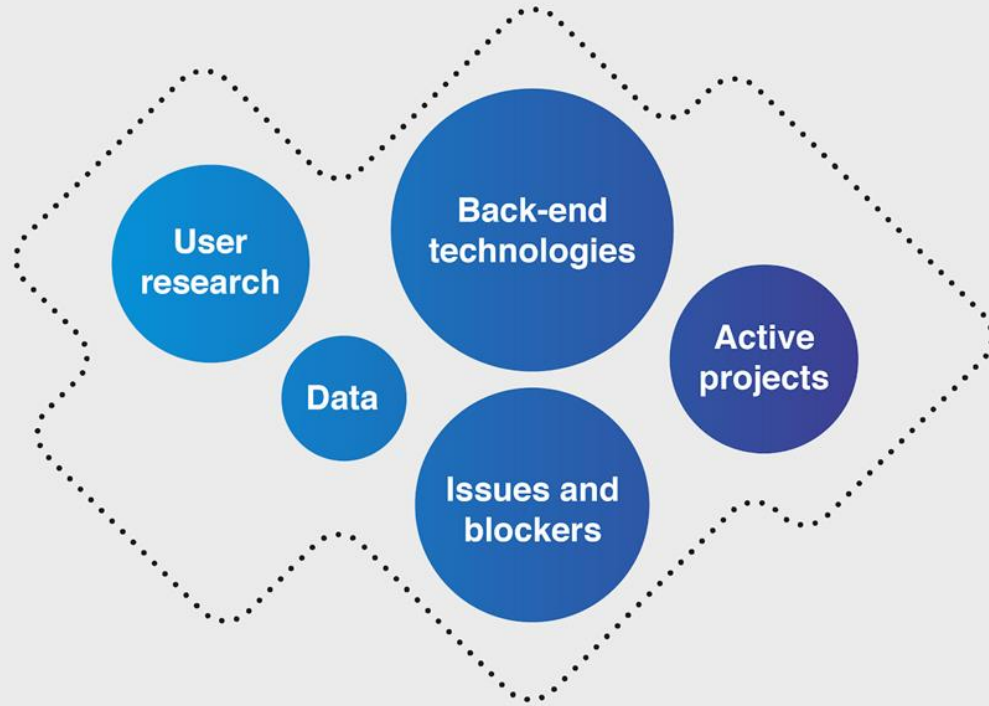 User
research
Back-end
technologies
Data
Active
projects
Issues and
blockers